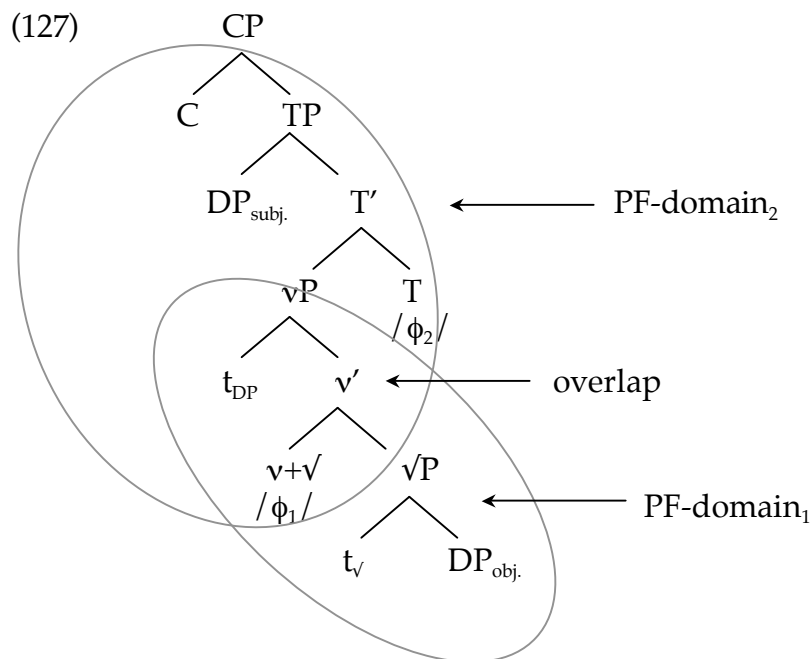 (127) CP
C TP
DPsubj. T′ PF-domain2
νP T
/ϕ2/
tDP ν′ overlap
ν+√ √P
/ϕ1/ PF-domain1
t√ DPobj.